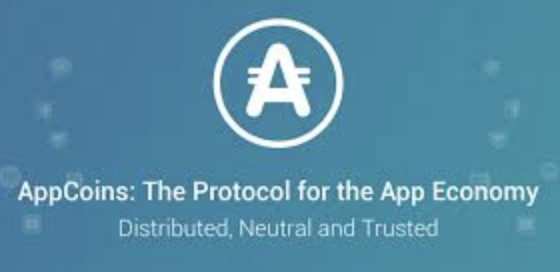 AppCoins: The Protocol for the App Economy
Distributed, Neutral and Trusted